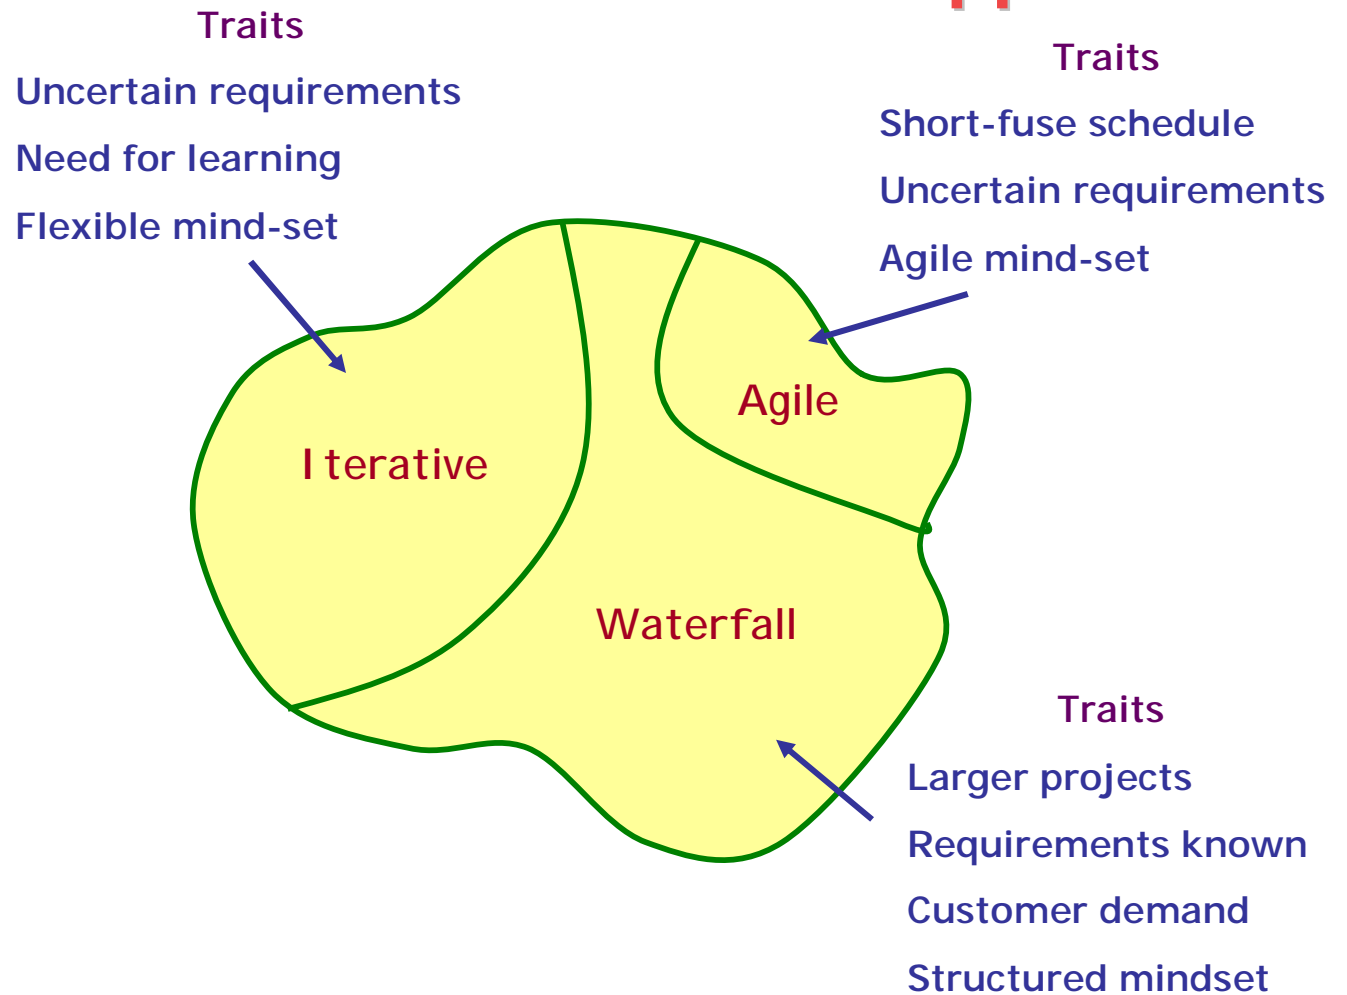 Traits
Uncertain requirements
Need for learning
Flexible mind-set
Traits
Short-fuse schedule
Uncertain requirements
Agile mind-set
Iterative
Agile
Waterfall
Traits
Larger projects
Requirements known
Customer demand
Structured mindset